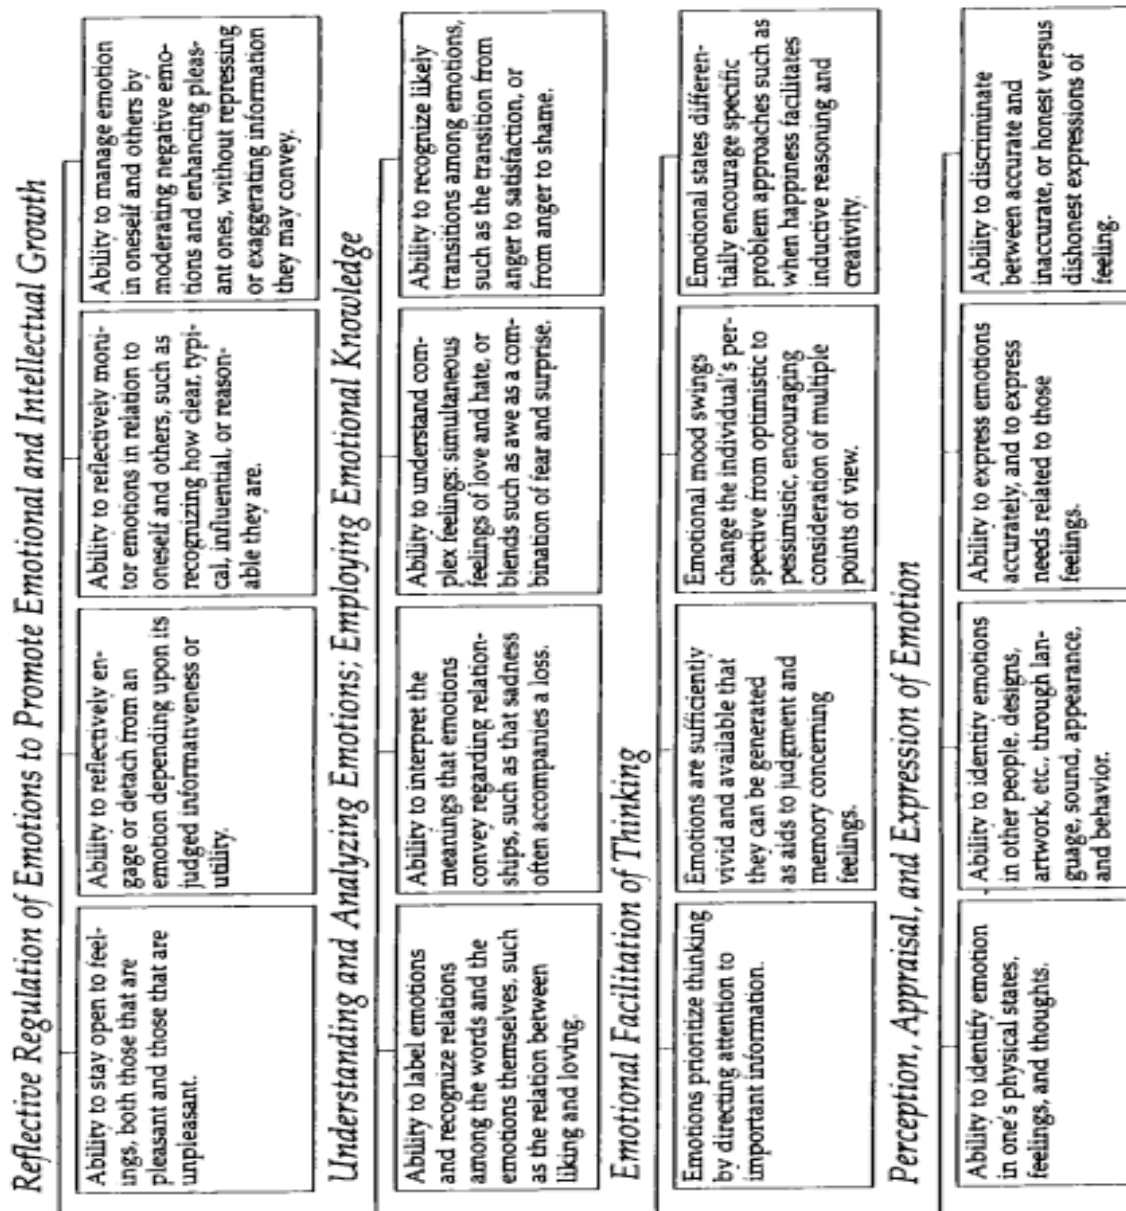 Reflective Regulation of Emotions to Promote Emotional and Intellectual Growth
Ability to stay open to feel-
ings, both those that are
pleasant and those that are
unpleasant.
Ability to reflectively en-
gage or detach from an
emotion depending upon its
judged informativeness or
utility.
Ability to reflectively moni-
tor emotions in relation to
oneself and others, such as
recognizing how clear, typi-
cal, influential, or reason-
able they are.
Ability to manage emotion
in oneself and others by
moderating negative emo-
tions and enhancing pleas-
ant ones, without repressing
or exaggerating information
they may convey.
Understanding and Analyzing Emotions; Employing Emotional Knowledge
Ability to label emotions
and recognize relations
among the words and the
emotions themselves, such
as the relation between
liking and loving.
Ability to interpret the
meanings that emotions
convey regarding relation-
ships, such as that sadness
often accompanies a loss.
Ability to understand com-
plex feelings: simultaneous
feelings of love and hate, or
blends such as awe as a com-
bination of fear and surprise.
Ability to recognize likely
transitions among emotions,
such as the transition from
anger to satisfaction, or
from anger to shame.
Emotional Facilitation of Thinking
Emotions prioritize thinking
by directing attention to
important information.
Emotions are sufficiently
vivid and available that
they can be generated
as aids to judgment and
memory concerning
feelings.
Emotional mood swings
change the individual's per-
spective from optimistic to
pessimistic, encouraging
consideration of multiple
points of view.
Emotional states differen-
tially encourage specific
problem approaches such as
when happiness facilitates
inductive reasoning and
creativity.
Perception, Appraisal, and Expression of Emotion
Ability to identify emotion
in one's physical states,
feelings, and thoughts.
Ability to identify emotions
in other people, designs,
artwork, etc., through lan-
guage, sound, appearance,
and behavior.
Ability to express emotions
accurately, and to express
needs related to those
feelings.
Ability to discriminate
between accurate and
inaccurate, or honest versus
dishonest expressions of
feeling.